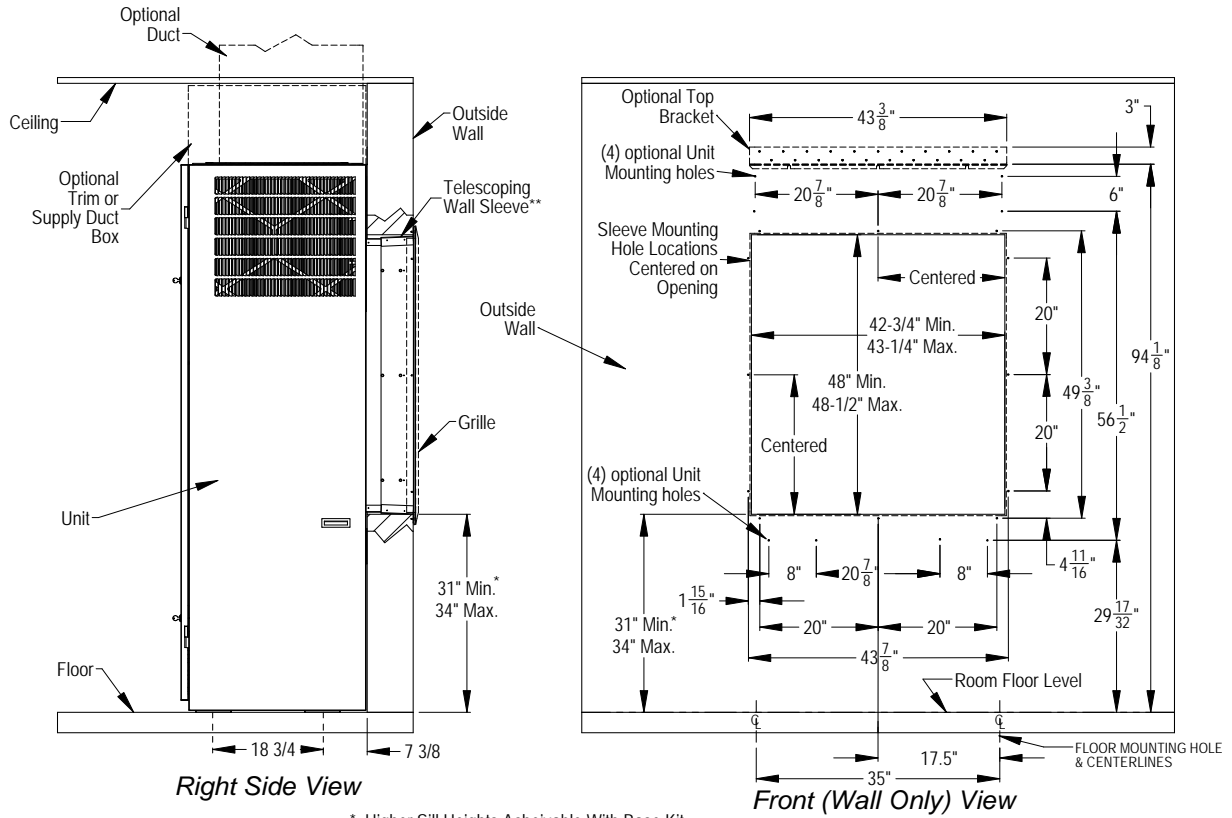 Optional
Duct
Ceiling
Outside
Wall
Optional
Trim or
Supply Duct
Box
Telescoping
Wall Sleeve**
Grille
Unit
31" Min.*
34" Max.
Floor
18 3/4
7 3/8
Right Side View
Optional Top
Bracket
43 3/8"
3"
(4) optional Unit
Mounting holes
20 7/8"
20 7/8"
6"
Sleeve Mounting
Hole Locations
Centered on
Opening
Centered
Outside
Wall
42-3/4" Min.
43-1/4" Max.
20"
94 1/8"
48" Min.
48-1/2" Max.
49 3/8"
56 1/2"
Centered
20"
(4) optional Unit
Mounting holes
8"
20 7/8"
8"
4 11/16"
1 15/16"
29 17/32"
31" Min.*
34" Max.
20"
20"
43 7/8"
Room Floor Level
CL
CL
17.5"
FLOOR MOUNTING HOLE
& CENTERLINES
35"
Front (Wall Only) View